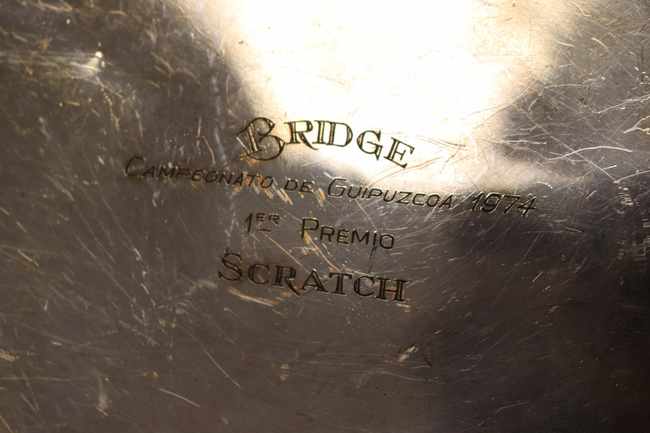 BRIDGE
CAMPEONATO DE GUIPUZCOA 1974
1ER PREMIO
SCRATCH